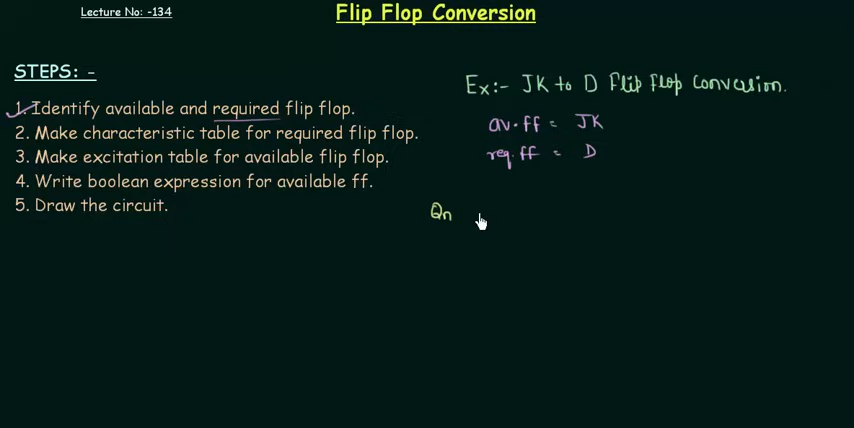 Lecture No: -134
Flip Flop Conversion
STEPS: -
1. Identify available and required flip flop.
2. Make characteristic table for required flip flop.
3. Make excitation table for available flip flop.
4. Write boolean expression for available ff.
5. Draw the circuit.
Ex:- JK to D Flip Flop Conversion.
av.ff = JK
req.ff = D
Qn